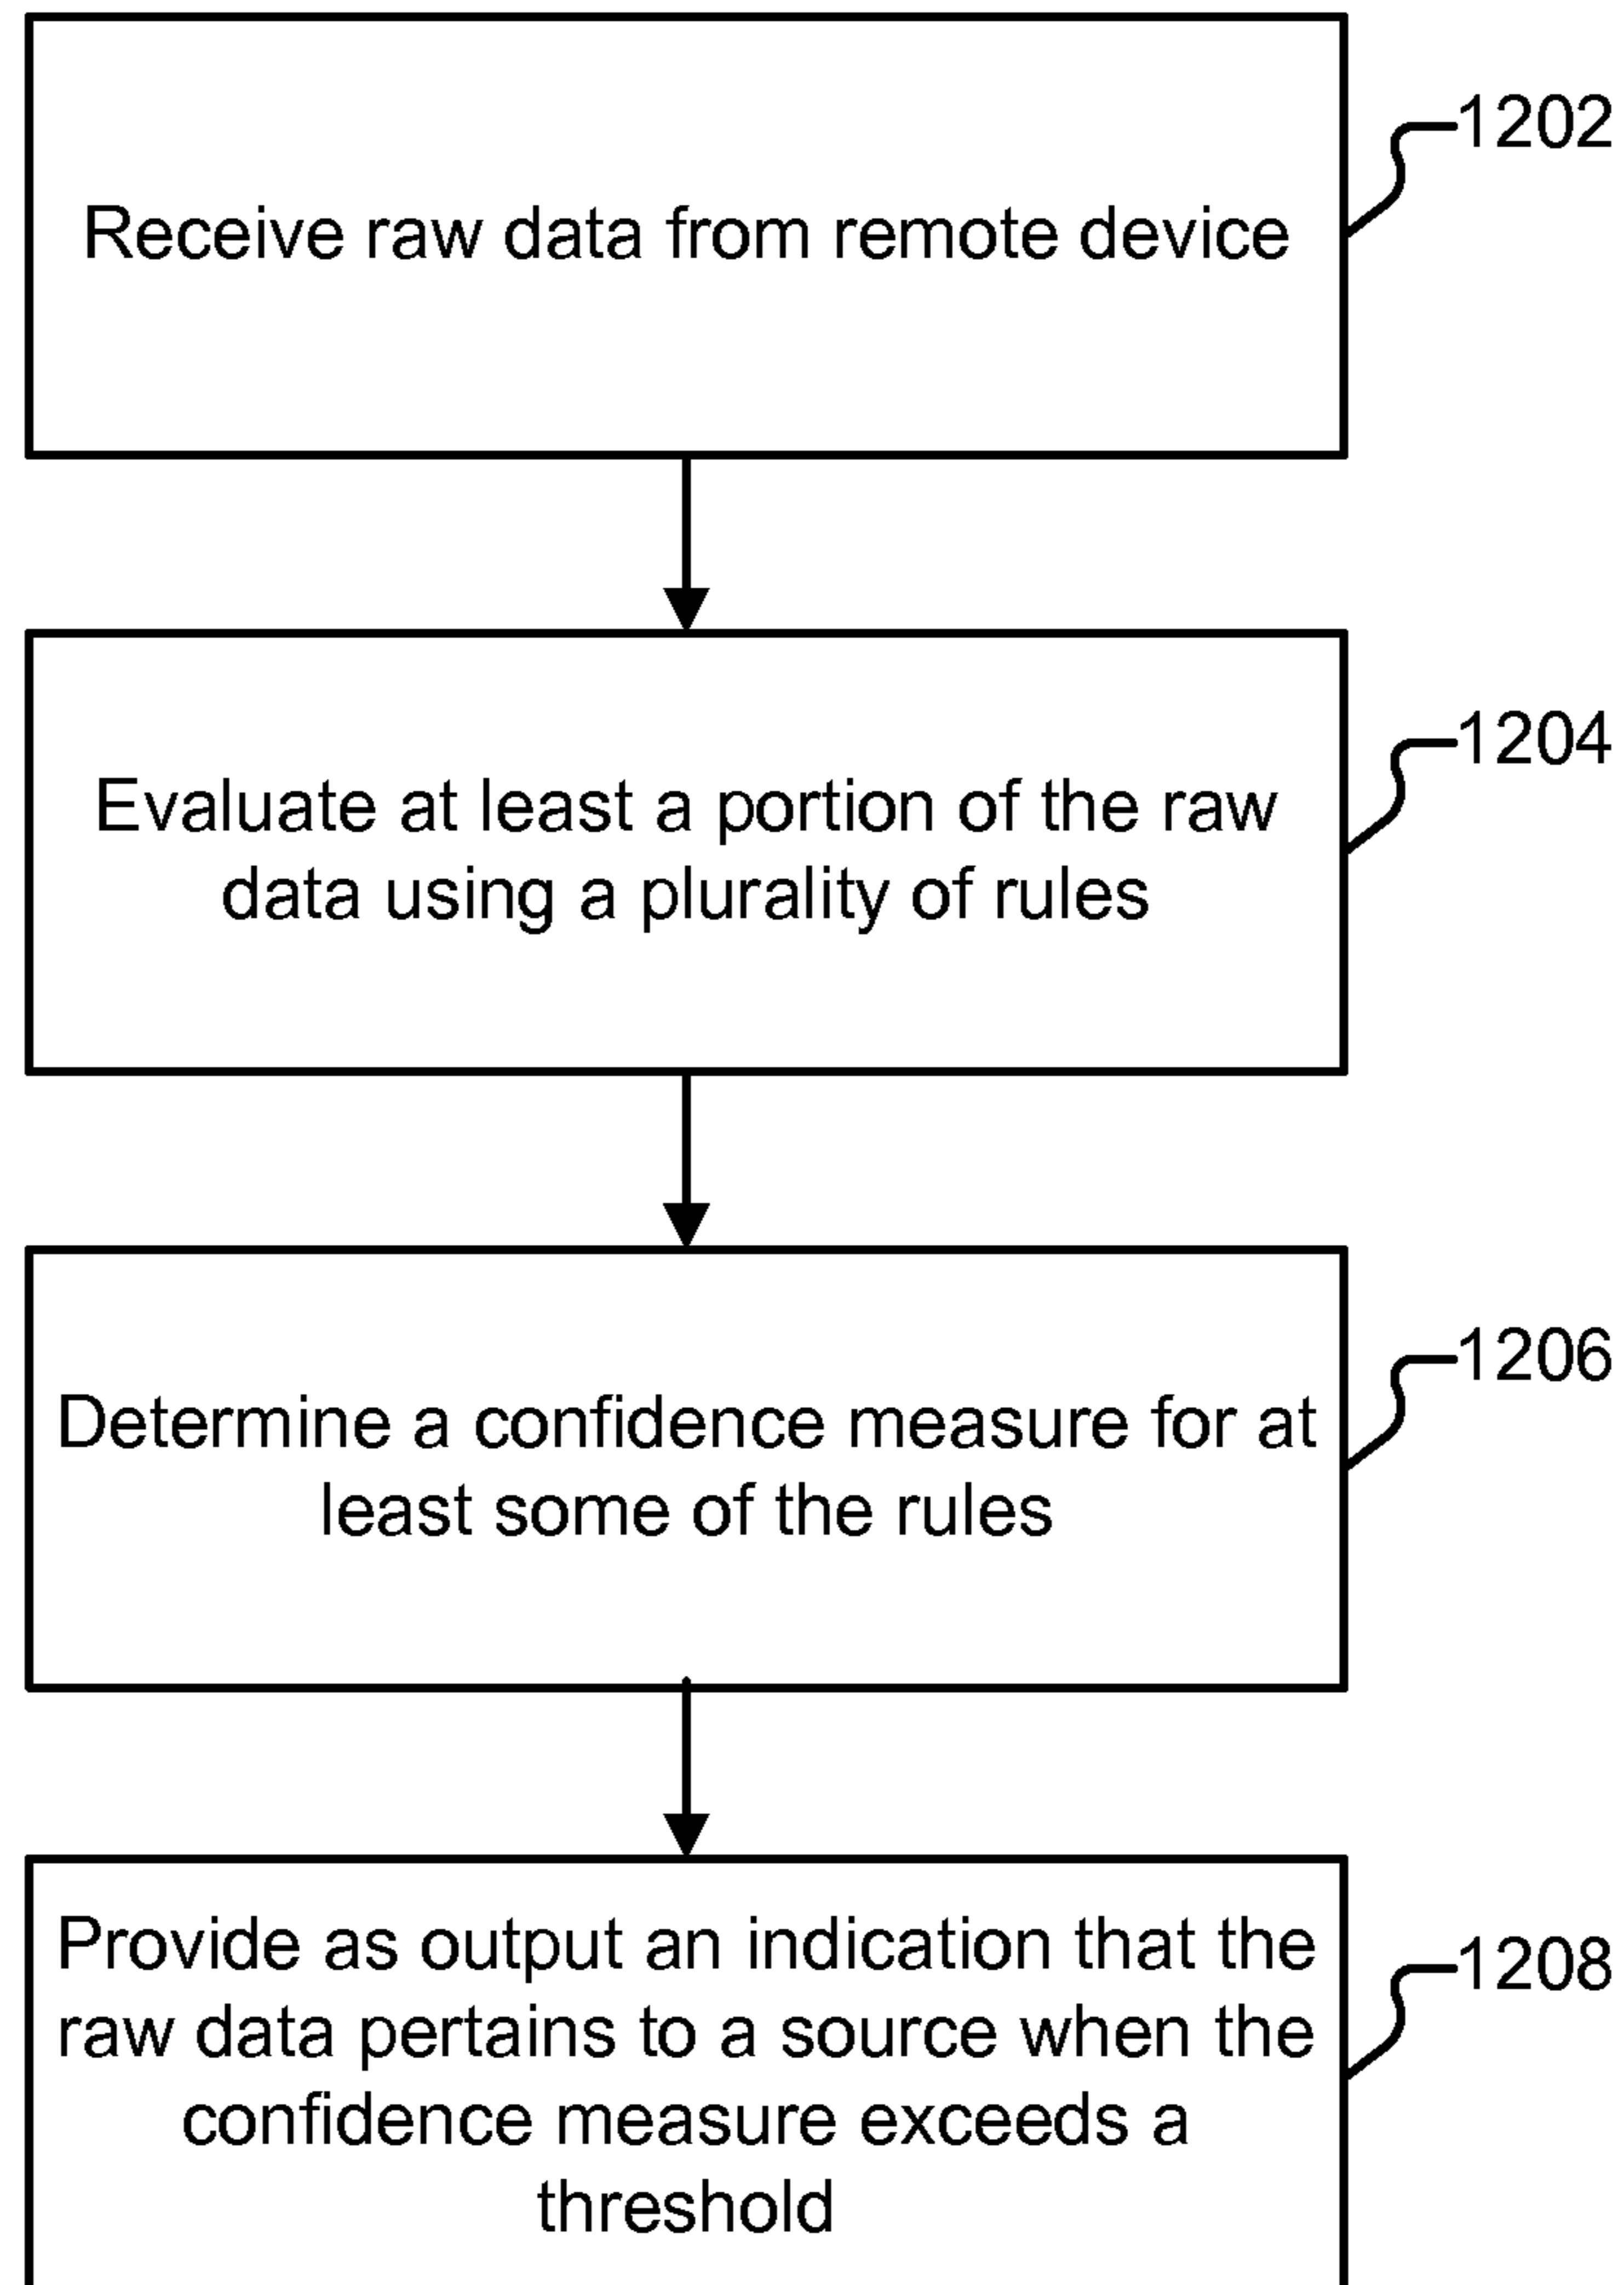 1202
Receive raw data from remote device
1204
Evaluate at least a portion of the raw
data using a plurality of rules
1206
Determine a confidence measure for at
least some of the rules
1208
Provide as output an indication that the
raw data pertains to a source when the
confidence measure exceeds a
threshold